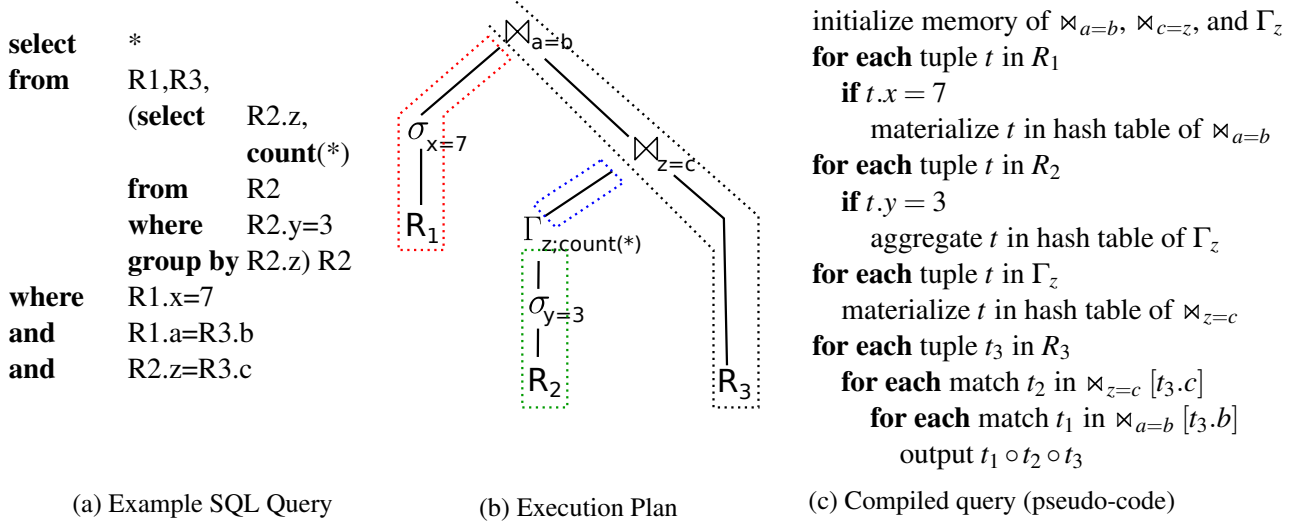 select *
from R1,R3,
(select R2.z,
count(*)
from R2
where R2.y=3
group by R2.z) R2
where R1.x=7
and R1.a=R3.b
and R2.z=R3.c
(a) Example SQL Query
⋈a=b
σx=7
⋈z=c
R1
Γz;count(*)
σy=3
R2
R3
(b) Execution Plan
initialize memory of ⋈a=b, ⋈c=z, and Γz
for each tuple t in R1
if t.x = 7
materialize t in hash table of ⋈a=b
for each tuple t in R2
if t.y = 3
aggregate t in hash table of Γz
for each tuple t in Γz
materialize t in hash table of ⋈z=c
for each tuple t3 in R3
for each match t2 in ⋈z=c [t3.c]
for each match t1 in ⋈a=b [t3.b]
output t1 ∘ t2 ∘ t3
(c) Compiled query (pseudo-code)